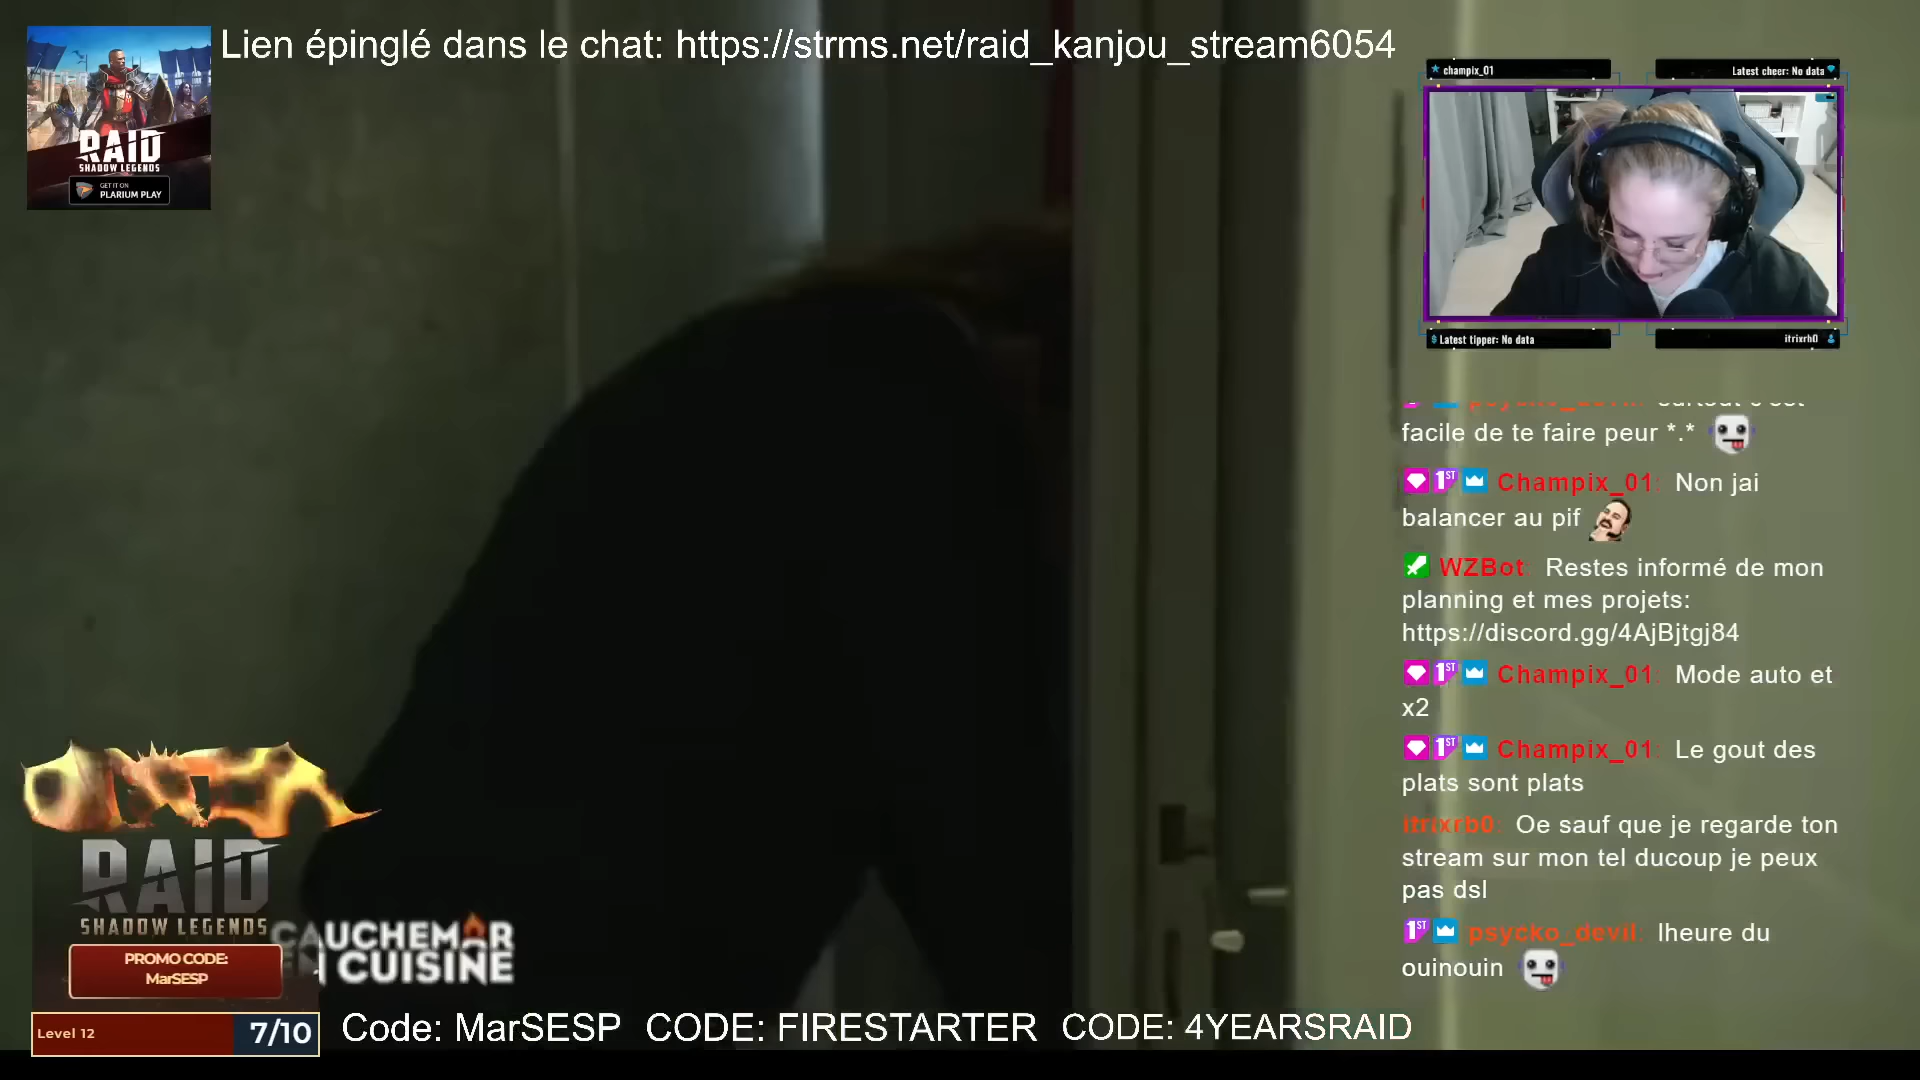 Lien épinglé dans le chat: https://strms.net/raid_kanjou_stream6054
RAID
SHADOW LEGENDS
GET IT ON
PLARIUM PLAY
champix_01
Latest cheer: No data
Latest tipper: No data
itrixrb0
facile de te faire peur *.*
Champix_01: Non jai
balancer au pif
WZBot: Restes informé de mon
planning et mes projets:
https://discord.gg/4AjBjtgj84
Champix_01: Mode auto et
x2
Champix_01: Le gout des
plats sont plats
itrixrb0: Oe sauf que je regarde ton
stream sur mon tel ducoup je peux
pas dsl
psycko_devil: lheure du
ouinouin
RAID
SHADOW LEGENDS
PROMO CODE:
MarSESP
CAUCHEMAR
EN CUISINE
Level 12
7/10
Code: MarSESP CODE: FIRESTARTER CODE: 4YEARSRAID